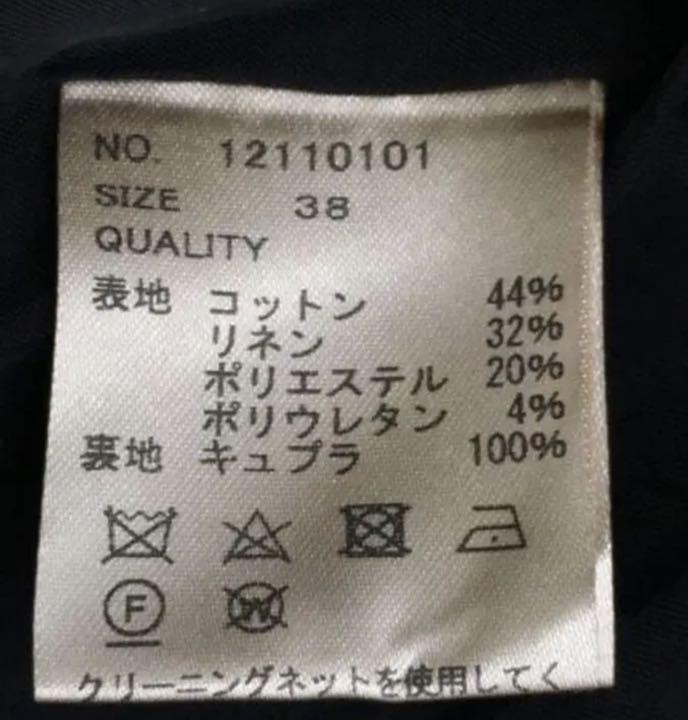 NO. 12110101
SIZE 38
QUALITY
表地 コットン 44%
リネン 32%
ポリエステル 20%
ポリウレタン 4%
裏地 キュプラ 100%
F W
クリーニングネットを使用してく